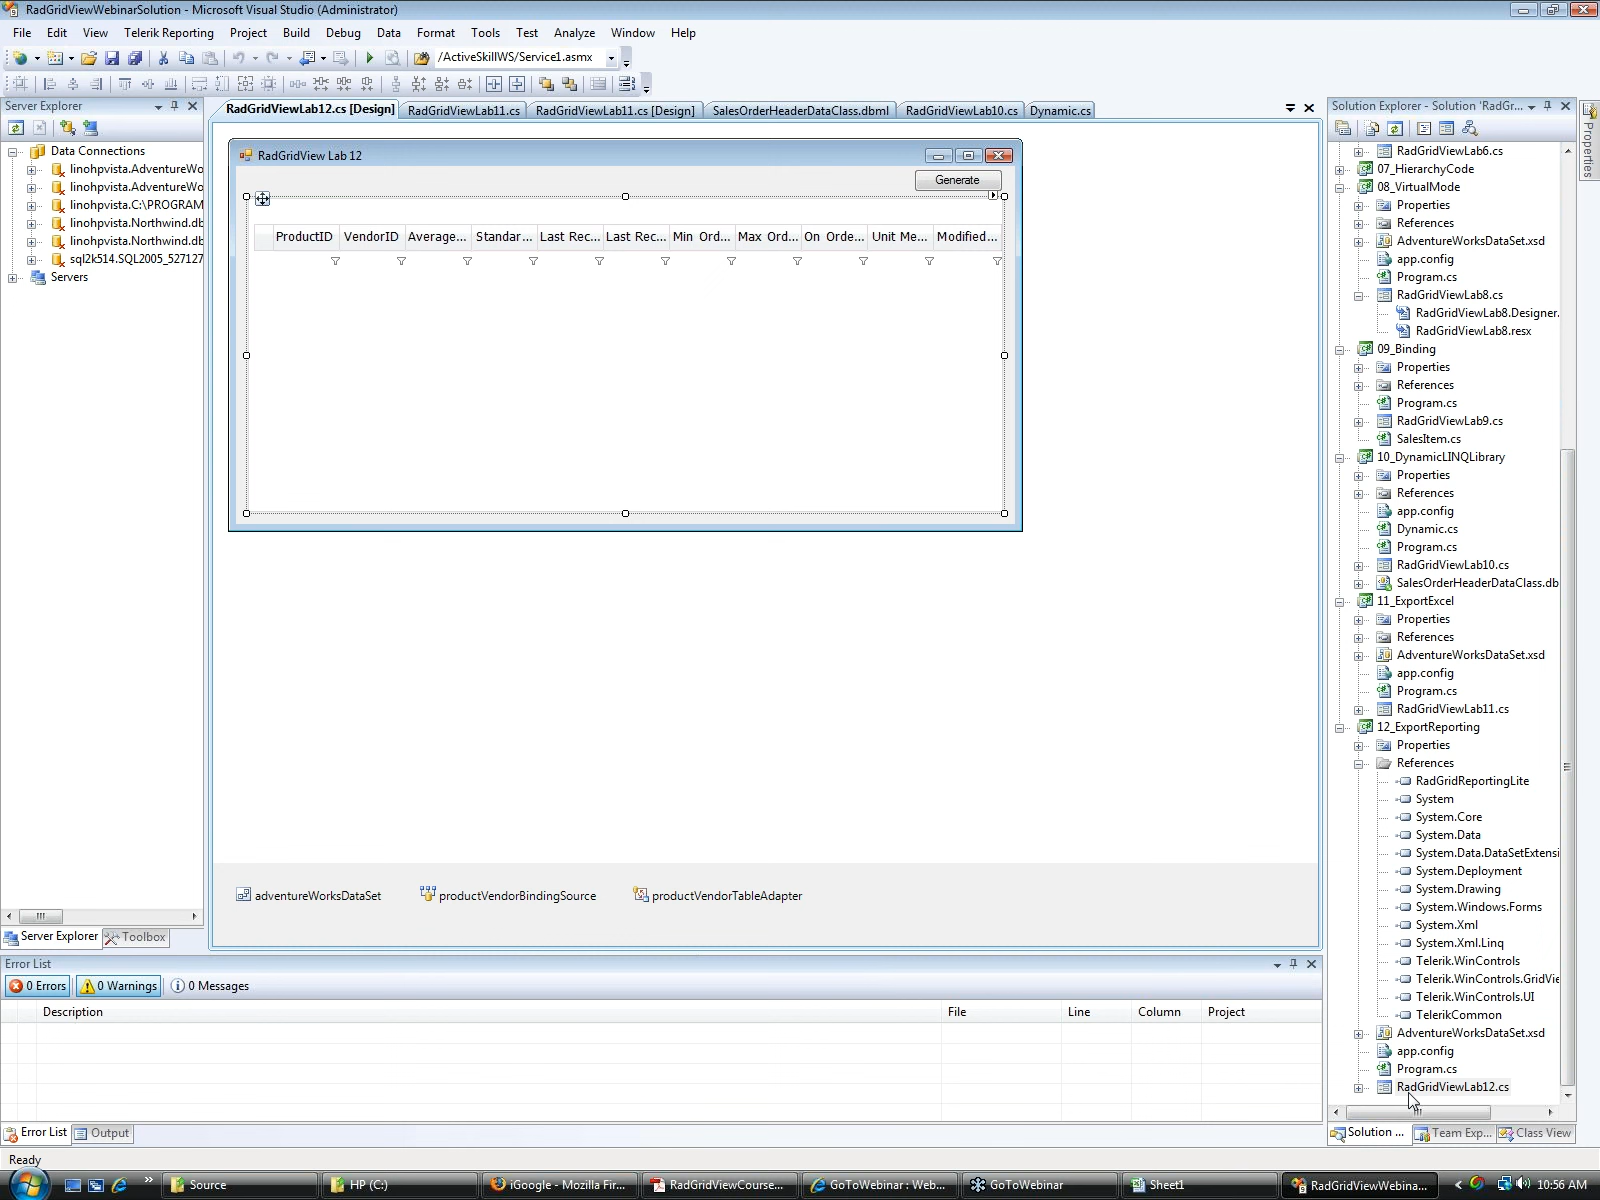 RadGridViewWebinarSolution - Microsoft Visual Studio (Administrator)
File Edit View Telerik Reporting Project Build Debug Data Format Tools Test Analyze Window Help
/ActiveSkillWS/Service1.asmx
Server Explorer
Data Connections
linohpvista.AdventureWo
linohpvista.AdventureWo
linohpvista.C:\PROGRAM
linohpvista.Northwind.db
linohpvista.Northwind.db
sql2k514.SQL2005_527127
Servers
Server Explorer Toolbox
RadGridViewLab12.cs [Design] RadGridViewLab11.cs RadGridViewLab11.cs [Design] SalesOrderHeaderDataClass.dbml RadGridViewLab10.cs Dynamic.cs
RadGridView Lab 12
Generate
ProductID VendorID Average... Standar... Last Rec... Last Rec... Min Ord... Max Ord... On Orde... Unit Me... Modified...
adventureWorksDataSet productVendorBindingSource productVendorTableAdapter
Solution Explorer - Solution 'RadGr...
Properties
RadGridViewLab6.cs
07_HierarchyCode
08_VirtualMode
Properties
References
AdventureWorksDataSet.xsd
app.config
Program.cs
RadGridViewLab8.cs
RadGridViewLab8.Designer.
RadGridViewLab8.resx
09_Binding
Properties
References
Program.cs
RadGridViewLab9.cs
SalesItem.cs
10_DynamicLINQLibrary
Properties
References
app.config
Dynamic.cs
Program.cs
RadGridViewLab10.cs
SalesOrderHeaderDataClass.db
11_ExportExcel
Properties
References
AdventureWorksDataSet.xsd
app.config
Program.cs
RadGridViewLab11.cs
12_ExportReporting
Properties
References
RadGridReportingLite
System
System.Core
System.Data
System.Data.DataSetExtensi
System.Deployment
System.Drawing
System.Windows.Forms
System.Xml
System.Xml.Linq
Telerik.WinControls
Telerik.WinControls.GridVie
Telerik.WinControls.UI
TelerikCommon
AdventureWorksDataSet.xsd
app.config
Program.cs
RadGridViewLab12.cs
Solution ... Team Exp... Class View
Error List
0 Errors 0 Warnings 0 Messages
Description File Line Column Project
Error List Output
Ready
Source HP (C:) iGoogle - Mozilla Fir... RadGridViewCourse... GoToWebinar : Web... GoToWebinar Sheet1 RadGridViewWebina... 10:56 AM